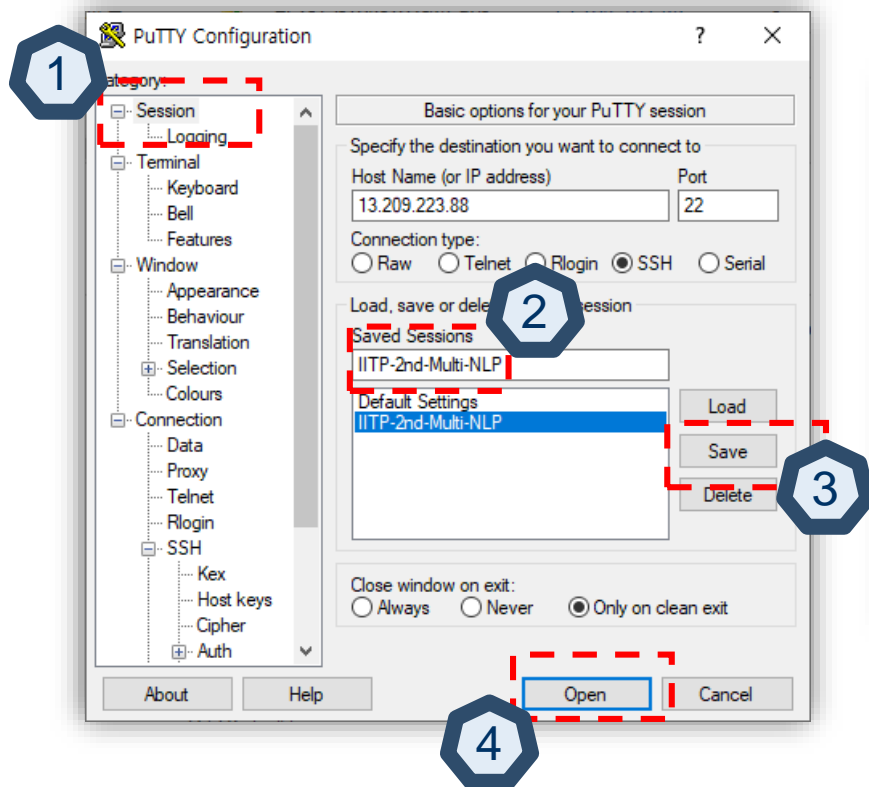 PuTTY Configuration ? ×
1
ategory:
Session
Logging
Terminal
Keyboard
Bell
Features
Window
Appearance
Behaviour
Translation
Selection
Colours
Connection
Data
Proxy
Telnet
Rlogin
SSH
Kex
Host keys
Cipher
Auth
About Help
Basic options for your PuTTY session
Specify the destination you want to connect to
Host Name (or IP address) Port
13.209.223.88 22
Connection type:
Raw Telnet Rlogin SSH Serial
Load, save or dele session
2
Saved Sessions
IITP-2nd-Multi-NLP
Default Settings
IITP-2nd-Multi-NLP
Load
Save
Delete
3
Close window on exit:
Always Never Only on clean exit
Open Cancel
4